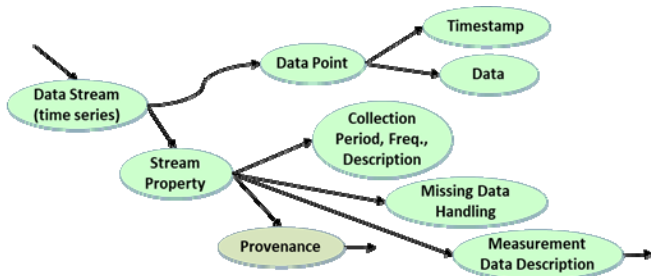 Timestamp
Data Point
Data
Data Stream
(time series)
Collection
Period, Freq.,
Description
Stream
Property
Missing Data
Handling
Provenance
Measurement
Data Description